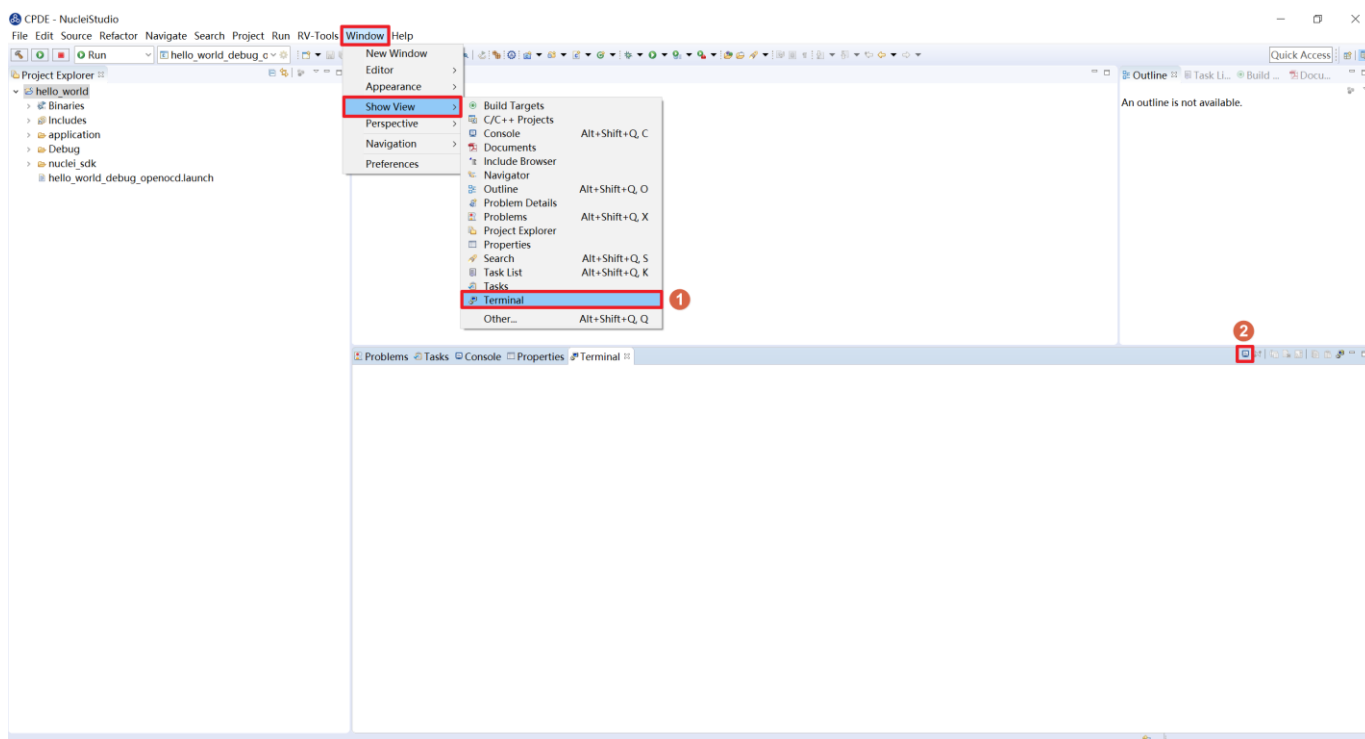 CPDE - NucleiStudio
File Edit Source Refactor Navigate Search Project Run RV-Tools Window Help
Run
hello_world_debug_c
Quick Access
Project Explorer
hello_world
Binaries
Includes
application
Debug
nuclei_sdk
hello_world_debug_openocd.launch
New Window
Editor
Appearance
Show View
Perspective
Navigation
Preferences
Build Targets
C/C++ Projects
Console Alt+Shift+Q, C
Documents
Include Browser
Navigator
Outline Alt+Shift+Q, O
Problem Details
Problems Alt+Shift+Q, X
Project Explorer
Properties
Search Alt+Shift+Q, S
Task List Alt+Shift+Q, K
Tasks
Terminal
1
Other... Alt+Shift+Q, Q
Outline Task Li... Build ... Docu...
An outline is not available.
2
Problems Tasks Console Properties Terminal